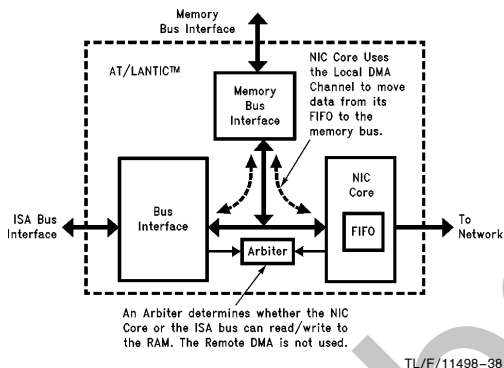 Memory
Bus Interface
AT/LANTIC™
NIC Core Uses
the Local DMA
Channel to move
data from its
FIFO to the
memory bus.
Memory
Bus
Interface
NIC
Core
ISA Bus
Interface
Bus
Interface
FIFO
To
Network
Arbiter
An Arbiter determines whether the NIC
Core or the ISA bus can read/write to
the RAM. The Remote DMA is not used.
TL/F/11498–38